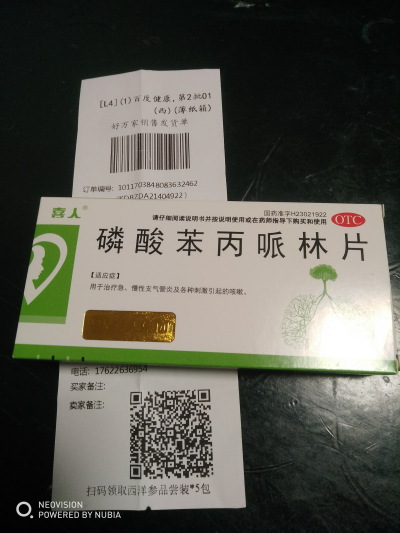 [L4](1)百度健康,第2批01
(西)(薄纸箱)
好万家销售发货单
订单编号: 1011703848083632462
(CDBZDA21404922)
喜人®
国药准字H23021922
请仔细阅读说明书并按说明使用或在药师指导下购买和使用
OTC
磷酸苯丙哌林片
【适应症】
用于治疗急、慢性支气管炎及各种刺激引起的咳嗽。
电话: 17622636954
买家备注:
卖家备注:
扫码领取西洋参品尝装*5包
NEOVISION
POWERED BY NUBIA